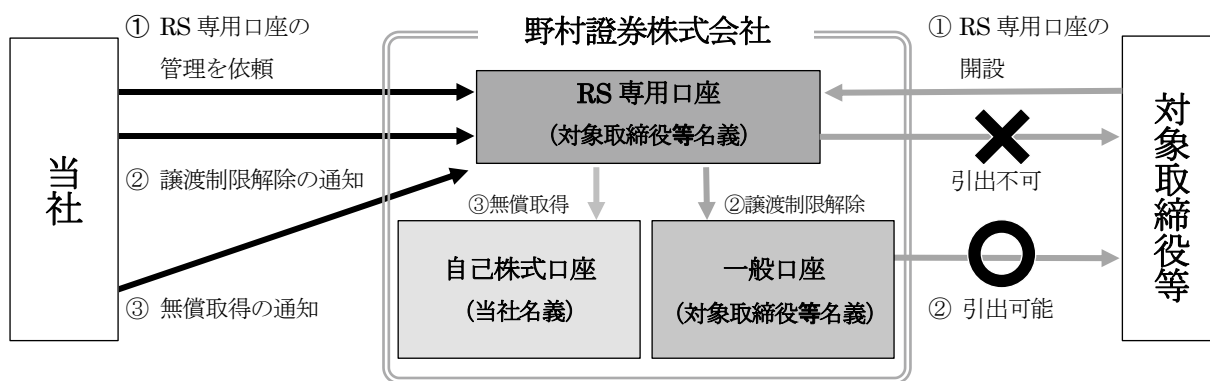 ① RS 専用口座の
管理を依頼
野村證券株式会社
① RS 専用口座の
開設
当社
RS 専用口座
(対象取締役等名義)
対象取締役等
② 譲渡制限解除の通知
引出不可
③無償取得
②譲渡制限解除
自己株式口座
(当社名義)
一般口座
(対象取締役等名義)
③ 無償取得の通知
② 引出可能